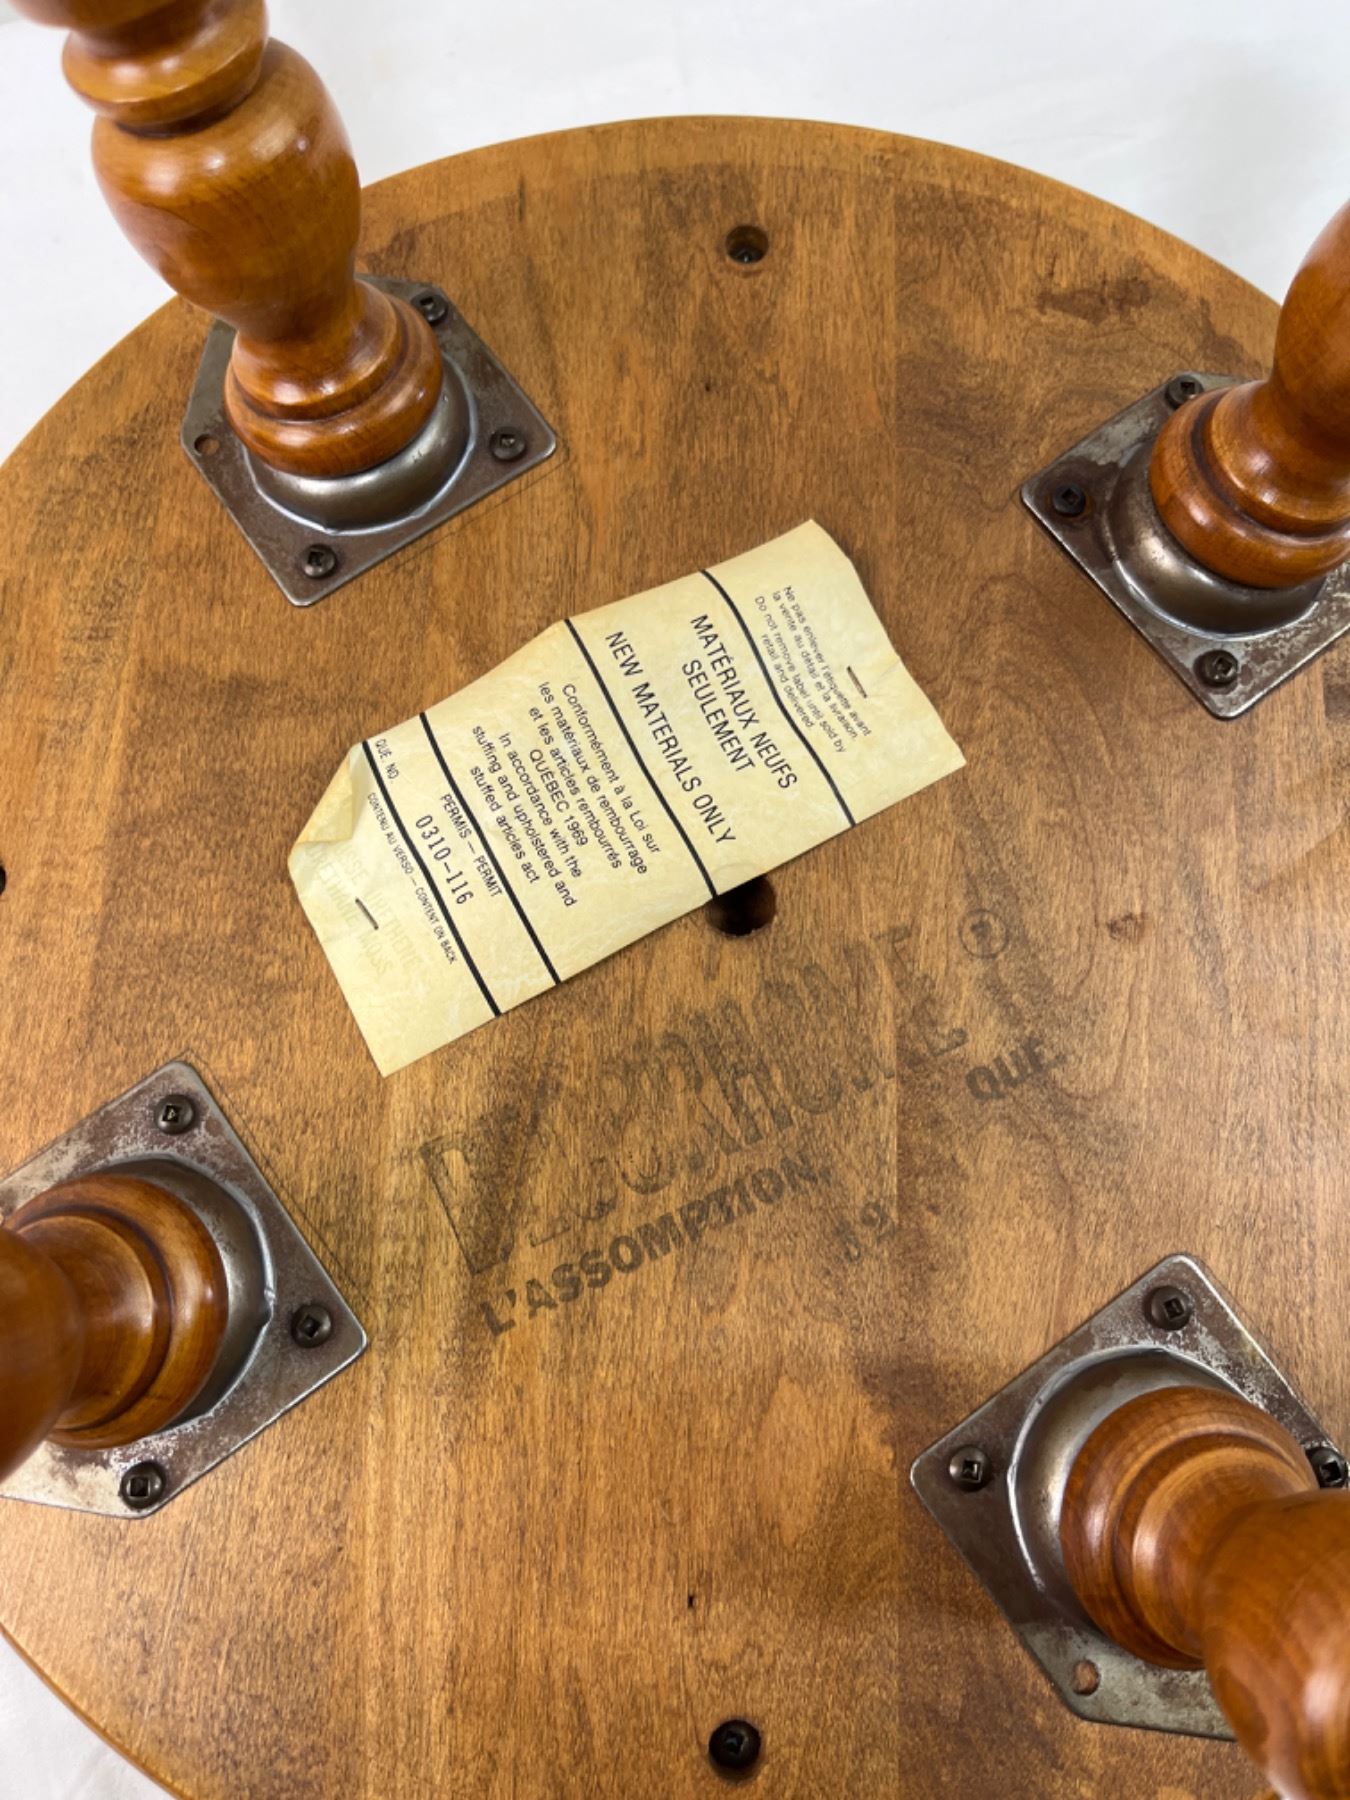 Ne pas enlever l'étiquette avant
la vente au détail et la livraison
Do not remove label until sold by
retail and delivered
MATÉRIAUX NEUFS
SEULEMENT
NEW MATERIALS ONLY
Conformément à la Loi sur
les matériaux de rembourrage
et les articles rembourrés
QUÉBEC 1969
In accordance with the
stuffing and upholstered and
stuffed articles act
PERMIS — PERMIT
QUE. NO. 0310-116
CONTENU AU VERSO — CONTENT ON BACK
L'ASSOMPTION QUE.